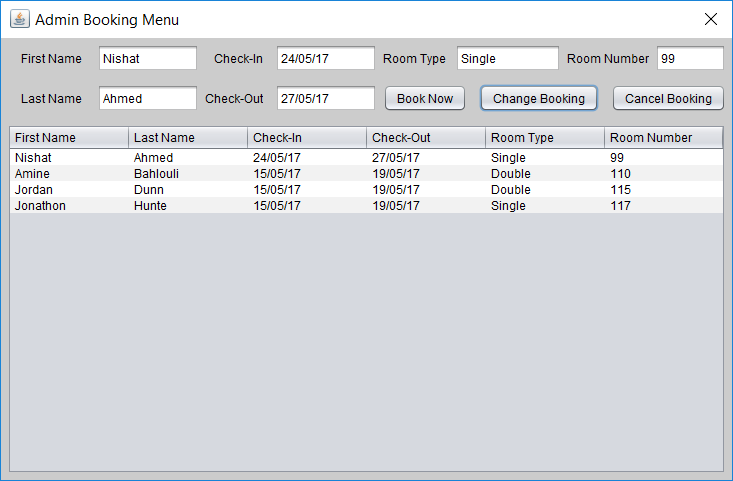 Admin Booking Menu
First Name Nishat Check-In 24/05/17 Room Type Single Room Number 99
Last Name Ahmed Check-Out 27/05/17 Book Now Change Booking Cancel Booking
First Name Last Name Check-In Check-Out Room Type Room Number
Nishat Ahmed 24/05/17 27/05/17 Single 99
Amine Bahlouli 15/05/17 19/05/17 Double 110
Jordan Dunn 15/05/17 19/05/17 Double 115
Jonathon Hunte 15/05/17 19/05/17 Single 117